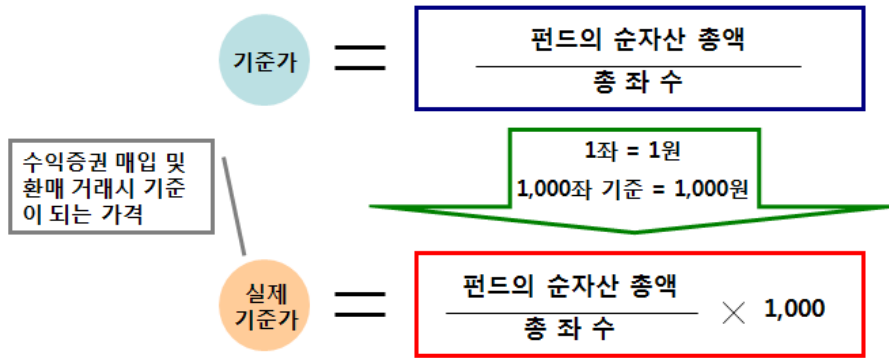 기준가
=
펀드의 순자산 총액
총 좌 수
수익증권 매입 및
환매 거래시 기준
이 되는 가격
1좌 = 1원
1,000좌 기준 = 1,000원
실제
기준가
=
펀드의 순자산 총액
총 좌 수
× 1,000